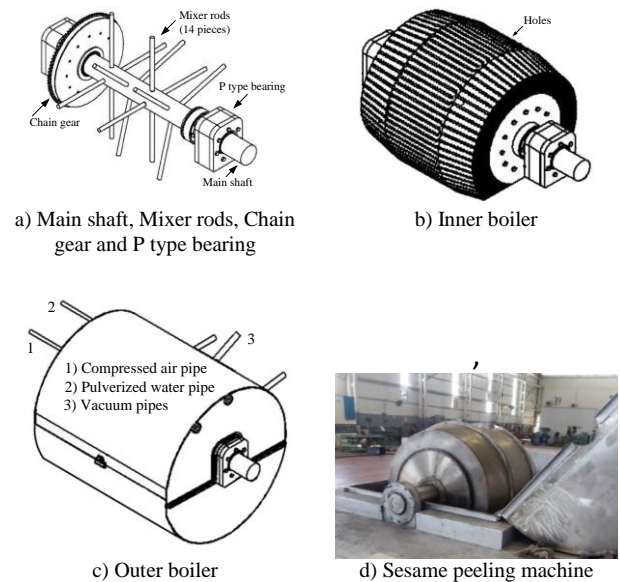 Mixer rods
(14 pieces)
P type bearing
Chain gear
Main shaft
a) Main shaft, Mixer rods, Chain
gear and P type bearing
Holes
b) Inner boiler
2
1
3
1) Compressed air pipe
2) Pulverized water pipe
3) Vacuum pipes
c) Outer boiler
,
d) Sesame peeling machine